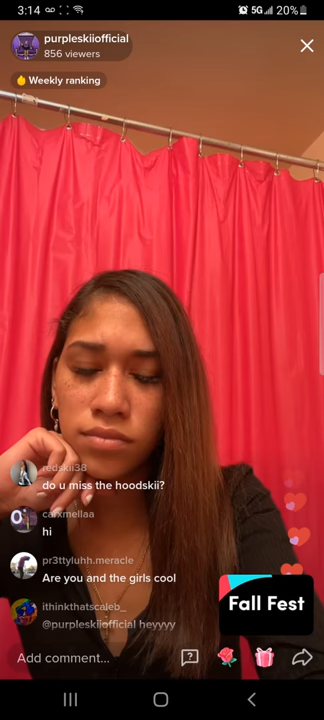 3:14
5G
20%
purpleskiiofficial
856 viewers
Weekly ranking
redskii38
do u miss the hoodskii?
carxmellaa
hi
pr3ttyluhh.meracle
Are you and the girls cool
Fall Fest
ithinkthatscaleb_
@purpleskiiofficial heyyyy
Add comment...